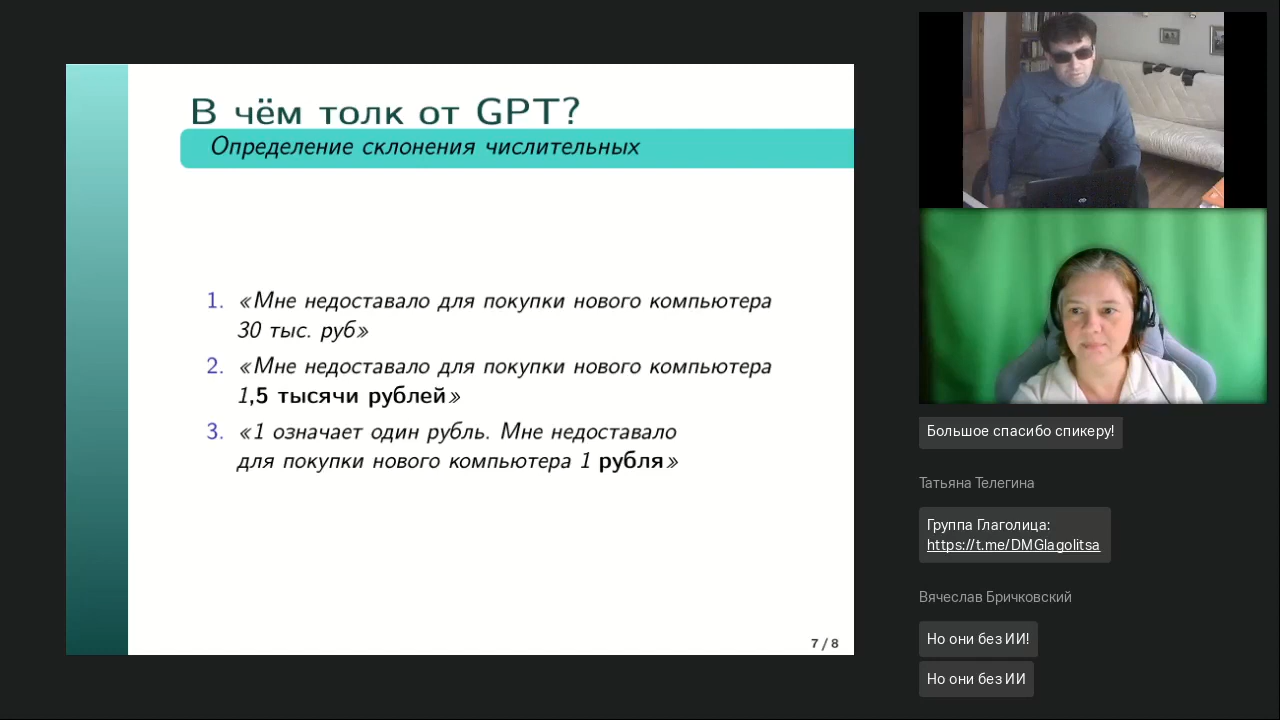 В чём толк от GPT?
Определение склонения числительных
1. «Мне недоставало для покупки нового компьютера
30 тыс. руб»
2. «Мне недоставало для покупки нового компьютера
1,5 тысячи рублей»
3. «1 означает один рубль. Мне недоставало
для покупки нового компьютера 1 рубля»
7 / 8
Большое спасибо спикеру!
Татьяна Телегина
Группа Глаголица:
https://t.me/DMGlagolitsa
Вячеслав Бричковский
Но они без ИИ!
Но они без ИИ